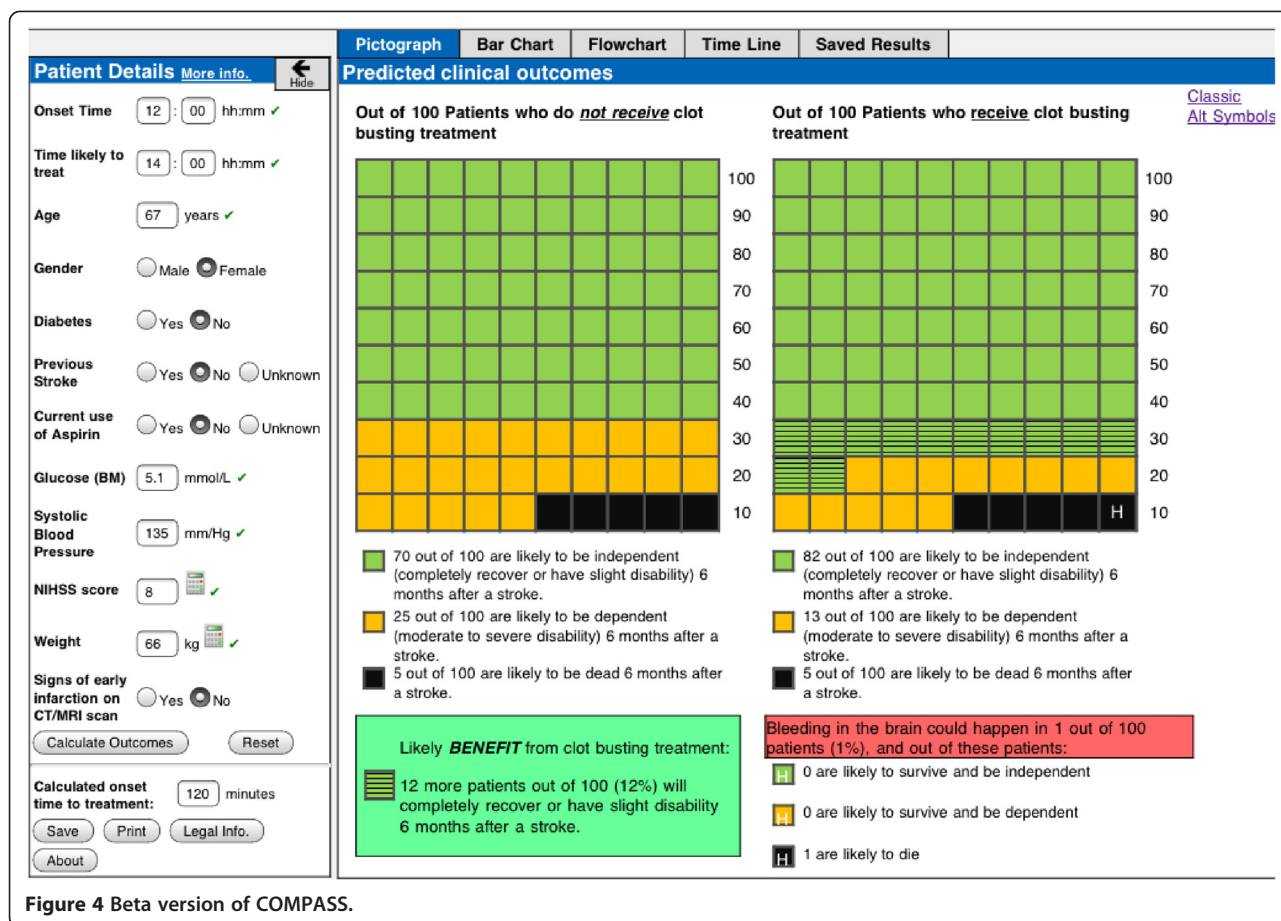 Pictograph Bar Chart Flowchart Time Line Saved Results
Patient Details More info. Hide
Predicted clinical outcomes
Onset Time 12 : 00 hh:mm ✓
Time likely to
treat 14 : 00 hh:mm ✓
Age 67 years ✓
Gender Male Female
Diabetes Yes No
Previous
Stroke Yes No Unknown
Current use
of Aspirin Yes No Unknown
Glucose (BM) 5.1 mmol/L ✓
Systolic
Blood
Pressure 135 mm/Hg ✓
NIHSS score 8 ✓
Weight 66 kg ✓
Signs of early
infarction on
CT/MRI scan Yes No
Calculate Outcomes Reset
Calculated onset
time to treatment: 120 minutes
Save Print Legal Info.
About
Out of 100 Patients who do not receive clot
busting treatment
100
90
80
70
60
50
40
30
20
10
70 out of 100 are likely to be independent
(completely recover or have slight disability) 6
months after a stroke.
25 out of 100 are likely to be dependent
(moderate to severe disability) 6 months after a
stroke.
5 out of 100 are likely to be dead 6 months after
a stroke.
Likely BENEFIT from clot busting treatment:
12 more patients out of 100 (12%) will
completely recover or have slight disability
6 months after a stroke.
Out of 100 Patients who receive clot busting
treatment
Classic
Alt Symbols
100
90
80
70
60
50
40
30
20
H 10
82 out of 100 are likely to be independent
(completely recover or have slight disability) 6
months after a stroke.
13 out of 100 are likely to be dependent
(moderate to severe disability) 6 months after a
stroke.
5 out of 100 are likely to be dead 6 months after
a stroke.
Bleeding in the brain could happen in 1 out of 100
patients (1%), and out of these patients:
H 0 are likely to survive and be independent
H 0 are likely to survive and be dependent
H 1 are likely to die
Figure 4 Beta version of COMPASS.